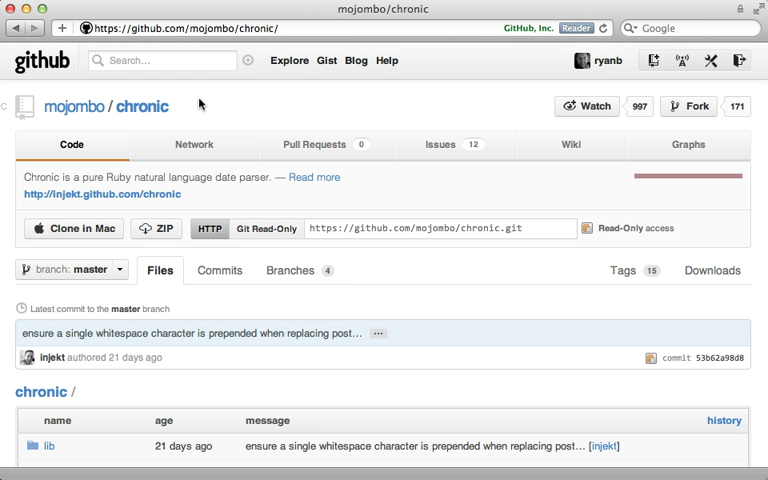 mojombo/chronic
https://github.com/mojombo/chronic/
GitHub, Inc.
Reader
Google
github
Search...
Explore Gist Blog Help
ryanb
mojombo / chronic
Watch 997
Fork 171
Code
Network
Pull Requests 0
Issues 12
Wiki
Graphs
Chronic is a pure Ruby natural language date parser. — Read more
http://injekt.github.com/chronic
Clone in Mac
ZIP
HTTP
Git Read-Only
https://github.com/mojombo/chronic.git
Read-Only access
branch: master
Files
Commits
Branches 4
Tags 15
Downloads
Latest commit to the master branch
ensure a single whitespace character is prepended when replacing post… ...
injekt authored 21 days ago
commit 53b62a98d8
chronic /
name age message history
lib 21 days ago ensure a single whitespace character is prepended when replacing post… [injekt]